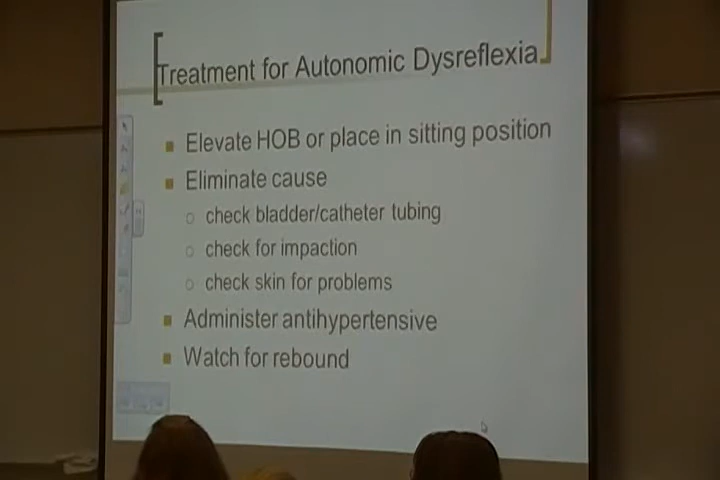 Treatment for Autonomic Dysreflexia
Elevate HOB or place in sitting position
Eliminate cause
check bladder/catheter tubing
check for impaction
check skin for problems
Administer antihypertensive
Watch for rebound